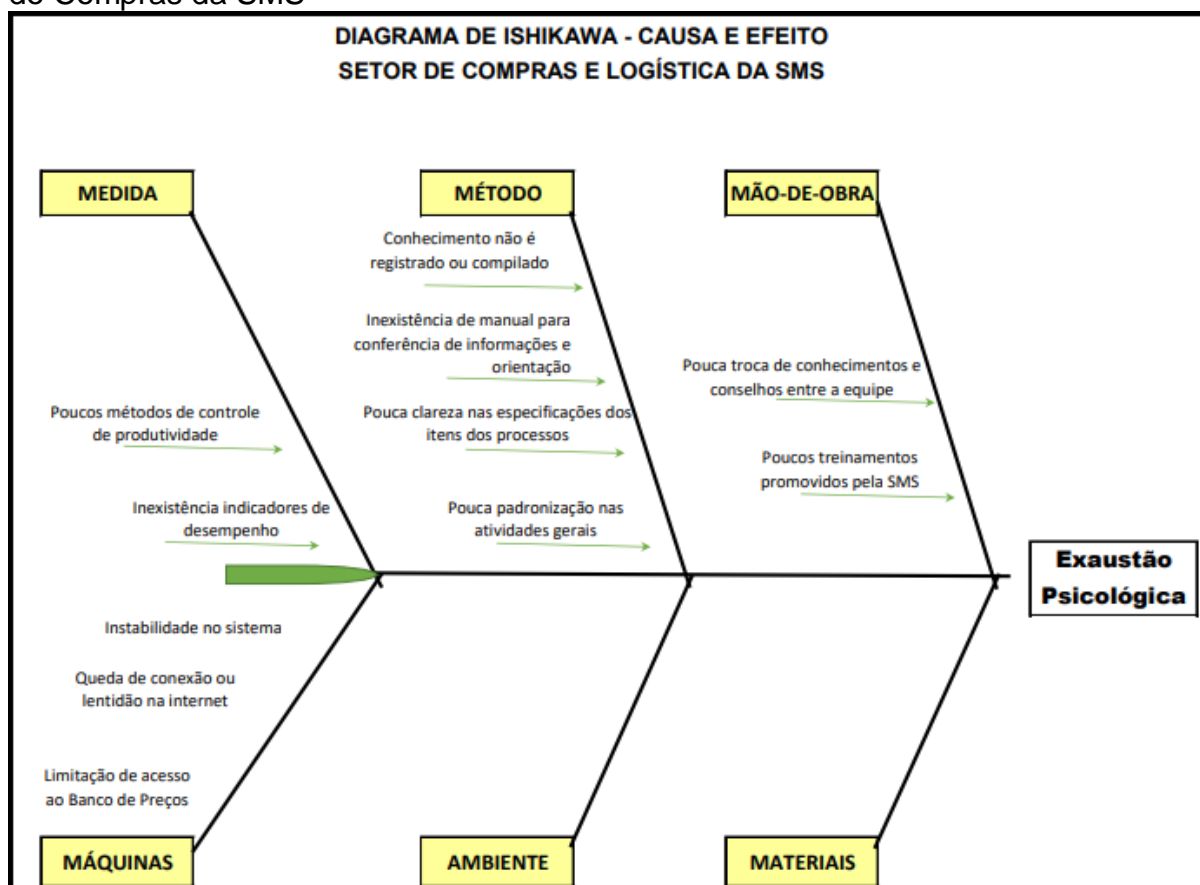 de Compras da SMS
DIAGRAMA DE ISHIKAWA - CAUSA E EFEITO
SETOR DE COMPRAS E LOGÍSTICA DA SMS
MEDIDA
MÉTODO
MÃO-DE-OBRA
Conhecimento não é
registrado ou compilado
Inexistência de manual para
conferência de informações e
orientação
Pouca troca de conhecimentos e
conselhos entre a equipe
Poucos métodos de controle
de produtividade
Pouca clareza nas especificações dos
itens dos processos
Poucos treinamentos
promovidos pela SMS
Inexistência indicadores de
desempenho
Pouca padronização nas
atividades gerais
Exaustão
Psicológica
Instabilidade no sistema
Queda de conexão ou
lentidão na internet
Limitação de acesso
ao Banco de Preços
MÁQUINAS
AMBIENTE
MATERIAIS